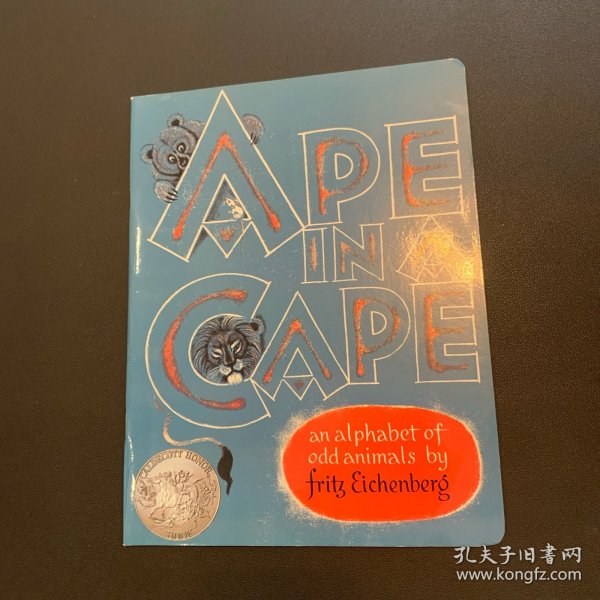 APE
IN A
CAPE
an alphabet of
odd animals by
fritz Eichenberg
CALDECOTT HONOR
BOOK
孔夫子旧书网
www.kongfz.com